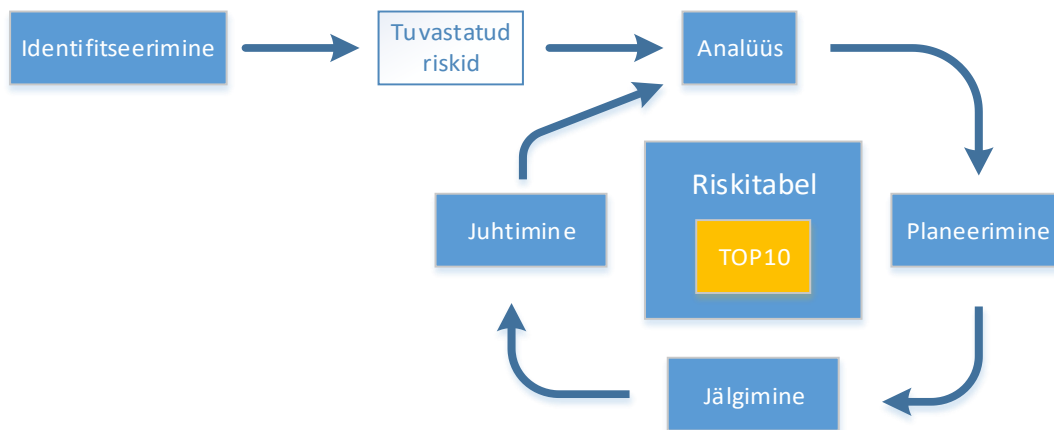 Identifitseerimine
Tuvastatud
riskid
Analüüs
Riskitabel
TOP10
Juhtimine
Planeerimine
Jälgimine